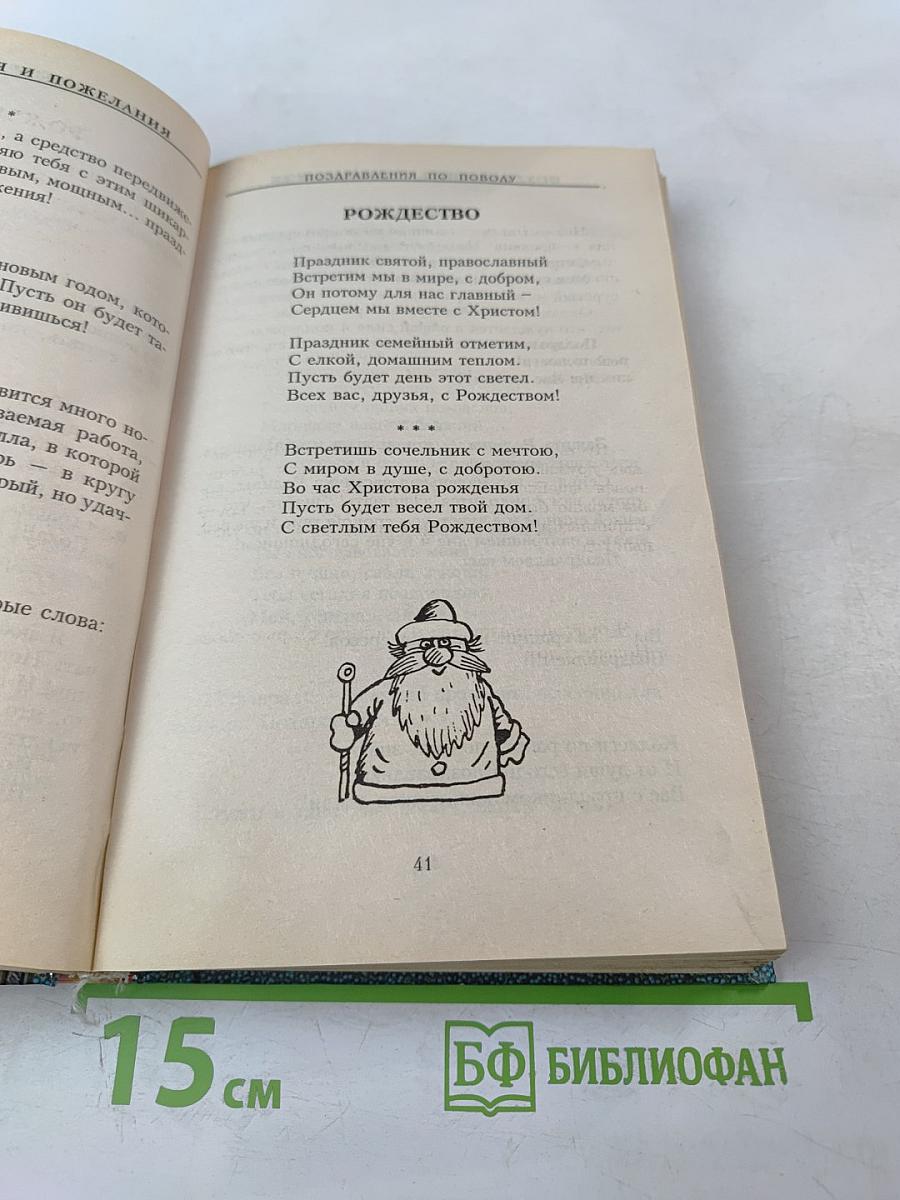 Я И ПОЖЕЛАНИЯ
*
, а средство передвиже-
яю тебя с этим шикар-
овым, мощным... празд-
жения!
новым годом, кото-
Пусть он будет та-
ивишься!
вится много но-
ваемая работа,
лла, в которой
рь — в кругу
рый, но удач-
рые слова:
ПОЗДРАВЛЕНИЯ ПО ПОВОДУ
РОЖДЕСТВО
Праздник святой, православный
Встретим мы в мире, с добром,
Он потому для нас главный –
Сердцем мы вместе с Христом!
Праздник семейный отметим,
С елкой, домашним теплом.
Пусть будет день этот светел.
Всех вас, друзья, с Рождеством!
* * *
Встретишь сочельник с мечтою,
С миром в душе, с добротою.
Во час Христова рожденья
Пусть будет весел твой дом.
С светлым тебя Рождеством!
41
15 см
БФ БИБЛИОФАН